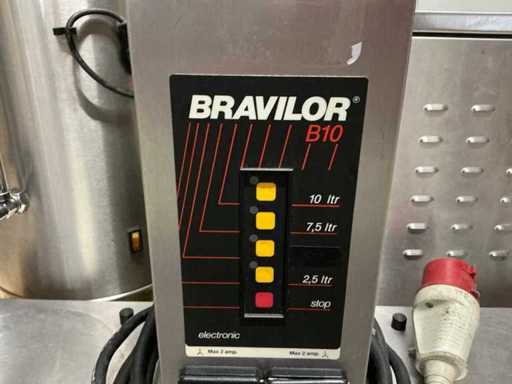 BRAVILOR®
B10
10 ltr
7,5 ltr
2,5 ltr
stop
electronic
Max 2 amp. Max 2 amp.